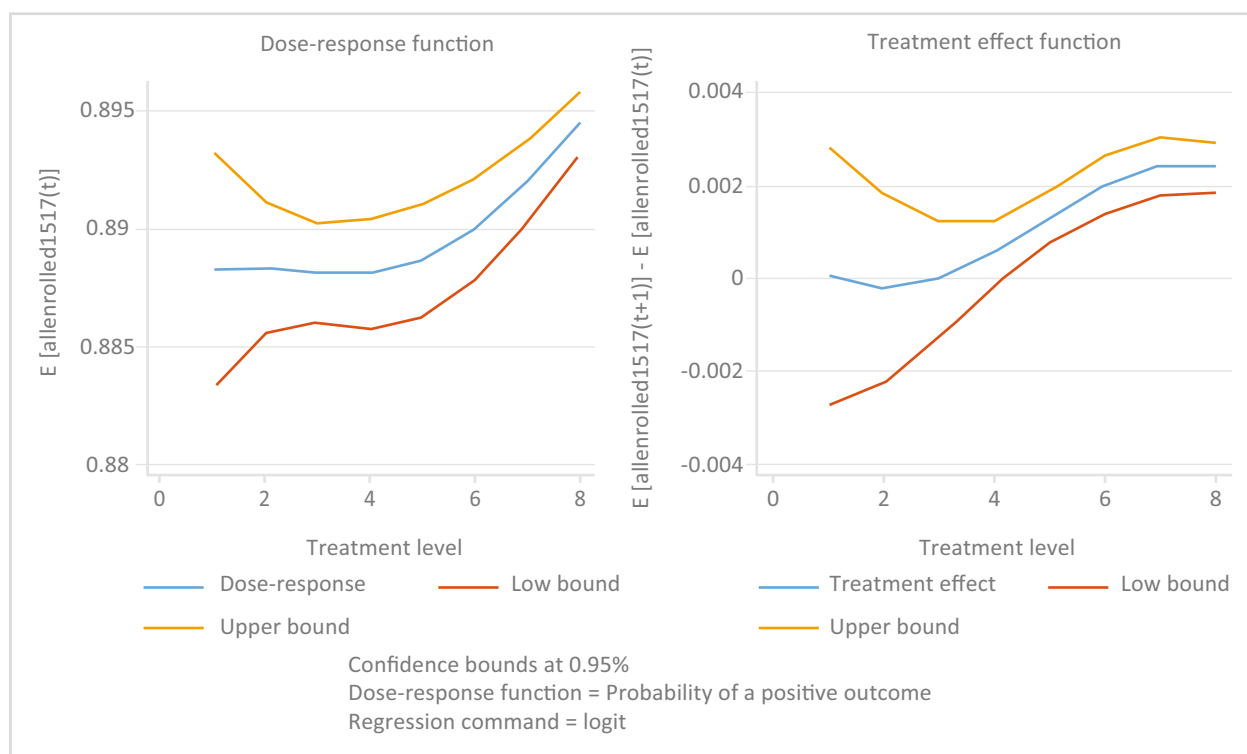 Dose-response function
E [allenrolled1517(t)]
0.895
0.89
0.885
0.88
0 2 4 6 8
Treatment level
Dose-response Low bound
Upper bound
Treatment effect function
E [allenrolled1517(t+1)] - E [allenrolled1517(t)]
0.004
0.002
0
-0.002
-0.004
0 2 4 6 8
Treatment level
Treatment effect Low bound
Upper bound
Confidence bounds at 0.95%
Dose-response function = Probability of a positive outcome
Regression command = logit